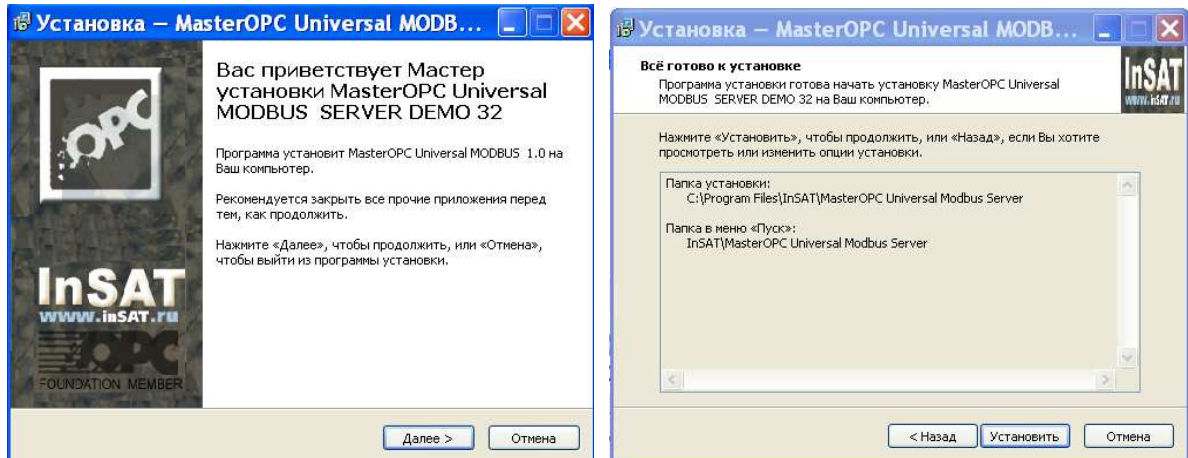 Установка — MasterOPC Universal MODB...
OPC
InSAT
www.inSAT.ru
OPC
FOUNDATION MEMBER
Вас приветствует Мастер
установки MasterOPC Universal
MODBUS SERVER DEMO 32
Программа установит MasterOPC Universal MODBUS 1.0 на
Ваш компьютер.
Рекомендуется закрыть все прочие приложения перед
тем, как продолжить.
Нажмите «Далее», чтобы продолжить, или «Отмена»,
чтобы выйти из программы установки.
Далее >
Отмена
Установка — MasterOPC Universal MODB...
Всё готово к установке
Программа установки готова начать установку MasterOPC Universal
MODBUS SERVER DEMO 32 на Ваш компьютер.
InSAT
www.inSAT.ru
Нажмите «Установить», чтобы продолжить, или «Назад», если Вы хотите
просмотреть или изменить опции установки.
Папка установки:
C:\Program Files\InSAT\MasterOPC Universal Modbus Server
Папка в меню «Пуск»:
InSAT\MasterOPC Universal Modbus Server
< Назад
Установить
Отмена